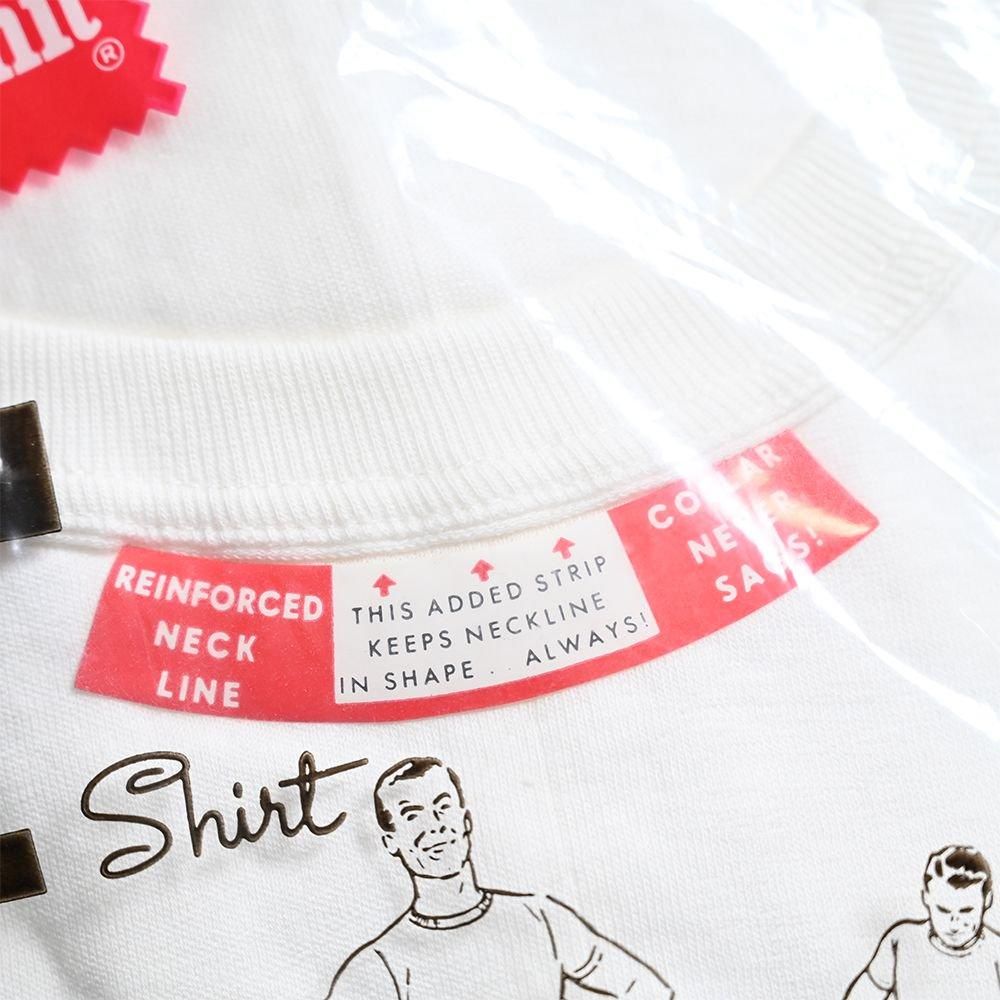 ®
REINFORCED
NECK
LINE
THIS ADDED STRIP
KEEPS NECKLINE
IN SHAPE . . ALWAYS!
COLLAR
NEVER
SAGS!
Shirt